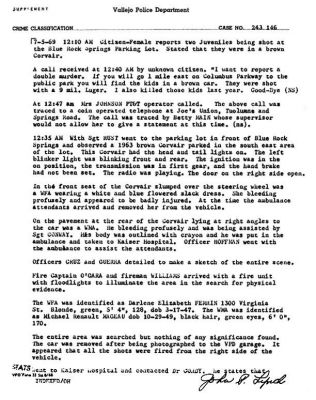 SUPPLEMENT
Vallejo Police Department
CRIME CLASSIFICATION CASE NO. 243 146
7-5-69 12:10 AM Citizen-Female reports two Juveniles being shot at
the Blue Rock Springs Parking Lot. Stated that they were in a brown
Corvair.
A call received at 12:40 AM by unknown citizen. "I want to report a
double murder. If you will go 1 mile east on Columbus Parkway to the
public park you will find the kids in a brown car. They were shot
with a 9 mil, Luger. I also killed those kids last year. Good-Bye (NS)
At 12:47 am Mrs JOHNSON PT&T operator called. The above call was
traced to a coin operated telephone at Joe's Union, Tuolumne and
Springs Road. The call was traced by Betty MAIN whose supervisor
would not allow her to give a statement at this time. (ns).
12:35 AM With Sgt RUST went to the parking lot in front of Blue Rock
Springs and observed a 1963 brown Corvair parked in the south east area
of the lot. This Corvair had the head and tail lights on. The left
blinker light was blinking front and rear. The ignition was in the
on position, the transmission was in first gear, and the hand brake
had not been set. The radio was playing. The door on the right side open.
In the front seat of the Corvair slumped over the steering wheel was
a WFA wearing a white and blue flowered slack dress. She bleeding
profusely and appeared to be badly injured. At the time the ambulance
attendants arrived and removed her from the vehicle.
On the pavement at the rear of the Corvair lying at right angles to
the car was a WMA. He bleeding profusely and was being assisted by
Sgt CONWAY. His body was outlined with crayon and he was put in the
ambulance and taken to Kaiser Hospital. Officer HOFFMAN went with
the ambulance to assist the attendants.
Officers CRUZ and GUERRA detailed to make a sketch of the entire scene.
Fire Captain O'GARA and fireman WILLIAMS arrived with a fire unit
with floodlights to illuminate the area in the search for physical
evidence.
The WFA was identified as Darlene Elizabeth FERRIN 1300 Virginia
St. Blonde, green, 5' 4", 128, dob 3-17-47. The WMA was identified
as Michael Renault MAGEAU dob 10-29-49, black hair, green eyes, 6' 0",
170.
The entire area was searched but nothing of any significance found.
The car was removed after being photographed to the VPD garage. It
appeared that all the shots were fired from the right side of the
vehicle.
STATS went to Kaiser Hospital and contacted Dr He states that
John P. Lynch